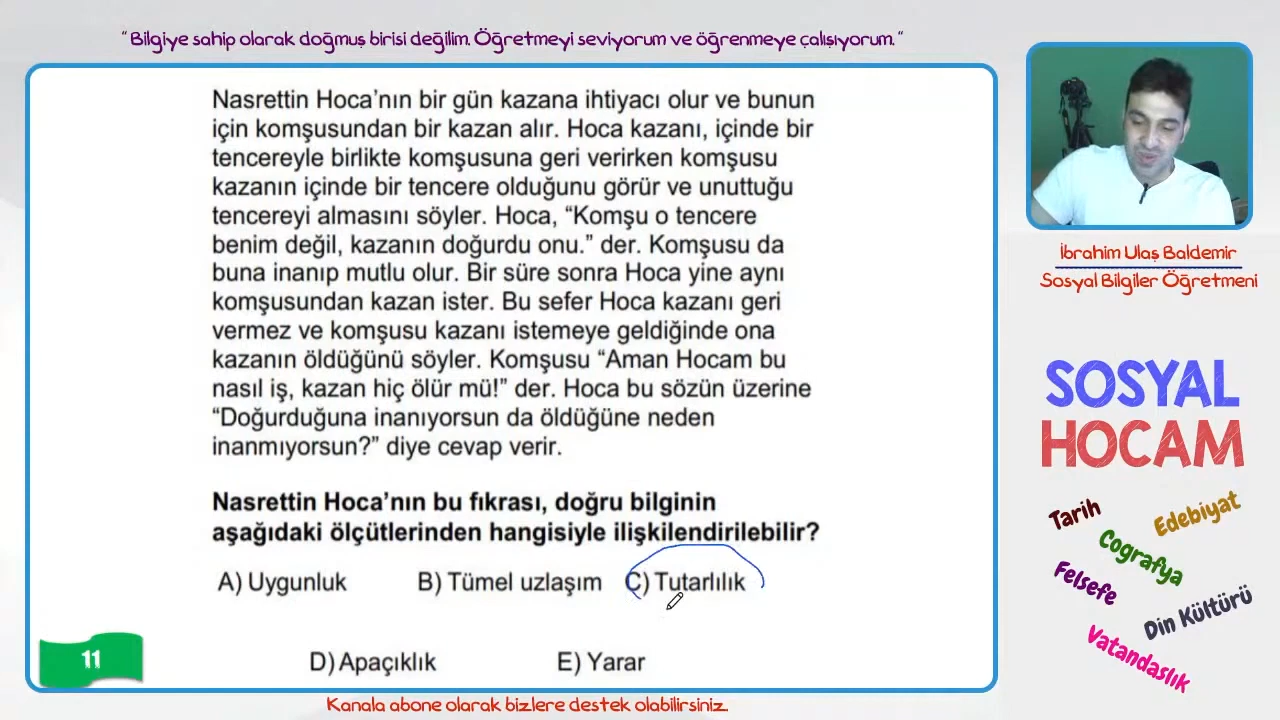 “ Bilgiye sahip olarak doğmuş birisi değilim. Öğretmeyi seviyorum ve öğrenmeye çalışıyorum. “
Nasrettin Hoca’nın bir gün kazana ihtiyacı olur ve bunun
için komşusundan bir kazan alır. Hoca kazanı, içinde bir
tencereyle birlikte komşusuna geri verirken komşusu
kazanın içinde bir tencere olduğunu görür ve unuttuğu
tencereyi almasını söyler. Hoca, “Komşu o tencere
benim değil, kazanın doğurdu onu.” der. Komşusu da
buna inanıp mutlu olur. Bir süre sonra Hoca yine aynı
komşusundan kazan ister. Bu sefer Hoca kazanı geri
vermez ve komşusu kazanı istemeye geldiğinde ona
kazanın öldüğünü söyler. Komşusu “Aman Hocam bu
nasıl iş, kazan hiç ölür mü!” der. Hoca bu sözün üzerine
“Doğurduğuna inanıyorsun da öldüğüne neden
inanmıyorsun?” diye cevap verir.
Nasrettin Hoca’nın bu fıkrası, doğru bilginin
aşağıdaki ölçütlerinden hangisiyle ilişkilendirilebilir?
A) Uygunluk B) Tümel uzlaşım C) Tutarlılık
D) Apaçıklık E) Yarar
11
Kanala abone olarak bizlere destek olabilirsiniz.
İbrahim Ulaş Baldemir
Sosyal Bilgiler Öğretmeni
SOSYAL
HOCAM
Tarih
Edebiyat
Coğrafya
Felsefe
Din Kültürü
Vatandaslık